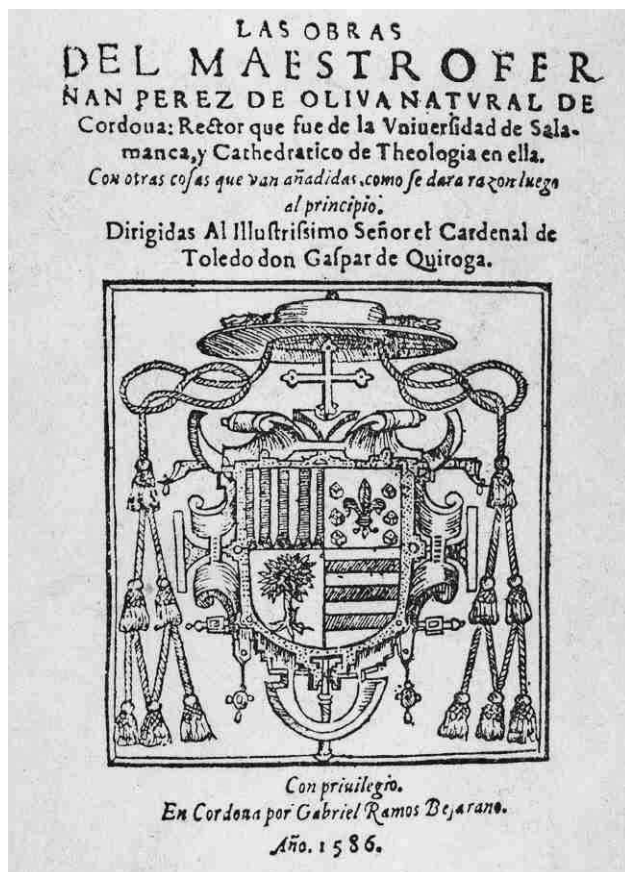 LAS OBRAS
DEL MAESTRO FER
NAN PEREZ DE OLIVA NATVRAL DE
Cordoua: Rector que fue de la Vniuerſidad de Sala-
manca, y Cathedratico de Theologia en ella.
Con otras coſas que van añadidas, como ſe dara razon luego
al principio.
Dirigidas Al Illuſtriſsimo Señor el Cardenal de
Toledo don Gaſpar de Quiroga.
Con priuilegio.
En Cordoua por Gabriel Ramos Bejarano.
Año. 1586.